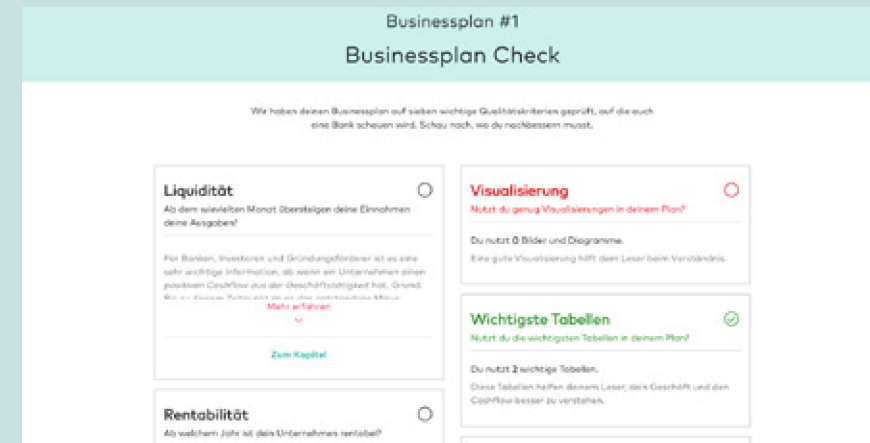 Businessplan #1
Businessplan Check
Wir haben deinen Businessplan auf sieben wichtige Qualitätskriterien geprüft, auf die auch
eine Bank schauen wird. Schau nach, wo du nachbessern musst.
Liquidität
Ab dem wievielten Monat übersteigen deine Einnahmen
deine Ausgaben?
Für Banken, Investoren und Gründungsförderer ist es eine
sehr wichtige Information, ab wann ein Unternehmen einen
positiven Cashflow aus der Geschäftstätigkeit hat. Grund:
Bis zu diesem Zeitpunkt
Mehr erfahren
Zum Kapitel
Rentabilität
Ab welchem Jahr ist dein Unternehmen rentabel?
Visualisierung
Nutzt du genug Visualisierungen in deinem Plan?
Du nutzt 0 Bilder und Diagramme.
Eine gute Visualisierung hilft dem Leser beim Verständnis.
Wichtigste Tabellen
Nutzt du die wichtigsten Tabellen in deinem Plan?
Du nutzt 2 wichtige Tabellen.
Diese Tabellen helfen deinem Leser, dein Geschäft und den
Cashflow besser zu verstehen.